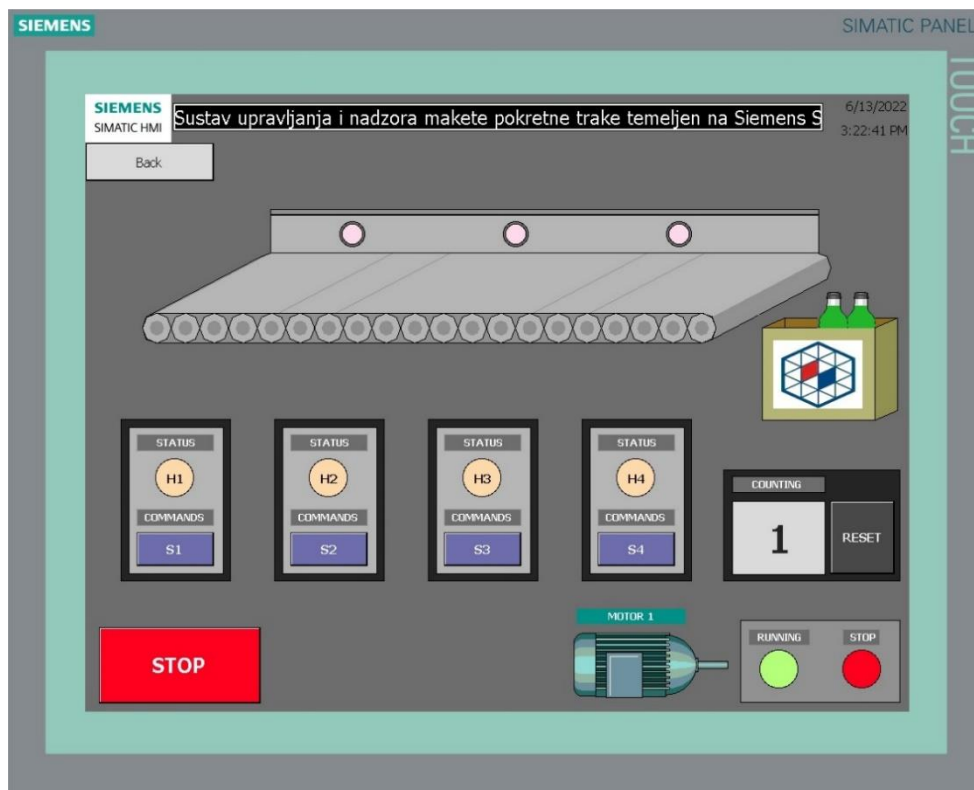 SIEMENS
SIMATIC PANEL
TOUCH
SIEMENS
SIMATIC HMI
Sustav upravljanja i nadzora makete pokretne trake temeljen na Siemens S
6/13/2022
3:22:41 PM
Back
STATUS
STATUS
STATUS
STATUS
H1
H2
H3
H4
COMMANDS
COMMANDS
COMMANDS
COMMANDS
S1
S2
S3
S4
COUNTING
1
RESET
MOTOR 1
RUNNING
STOP
STOP